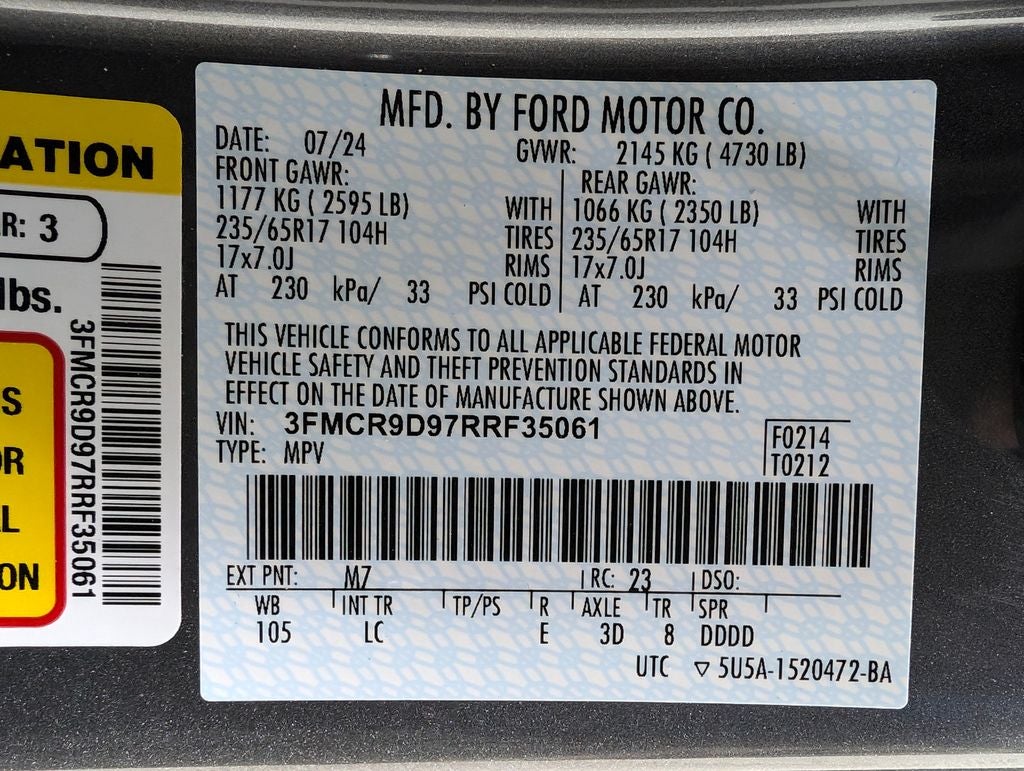 ATION
R: 3
lbs.
3FMCR9D97RRF35061
S
OR
L
ON
MFD. BY FORD MOTOR CO.
DATE: 07/24 GVWR: 2145 KG ( 4730 LB)
FRONT GAWR: REAR GAWR:
1177 KG ( 2595 LB) WITH 1066 KG ( 2350 LB) WITH
235/65R17 104H TIRES 235/65R17 104H TIRES
17x7.0J RIMS 17x7.0J RIMS
AT 230 kPa/ 33 PSI COLD AT 230 kPa/ 33 PSI COLD
THIS VEHICLE CONFORMS TO ALL APPLICABLE FEDERAL MOTOR
VEHICLE SAFETY AND THEFT PREVENTION STANDARDS IN
EFFECT ON THE DATE OF MANUFACTURE SHOWN ABOVE.
VIN: 3FMCR9D97RRF35061
TYPE: MPV
F0214
T0212
EXT PNT: M7 RC: 23 DSO:
WB INT TR TP/PS R AXLE TR SPR
105 LC E 3D 8 DDDD
UTC ▽ 5U5A-1520472-BA